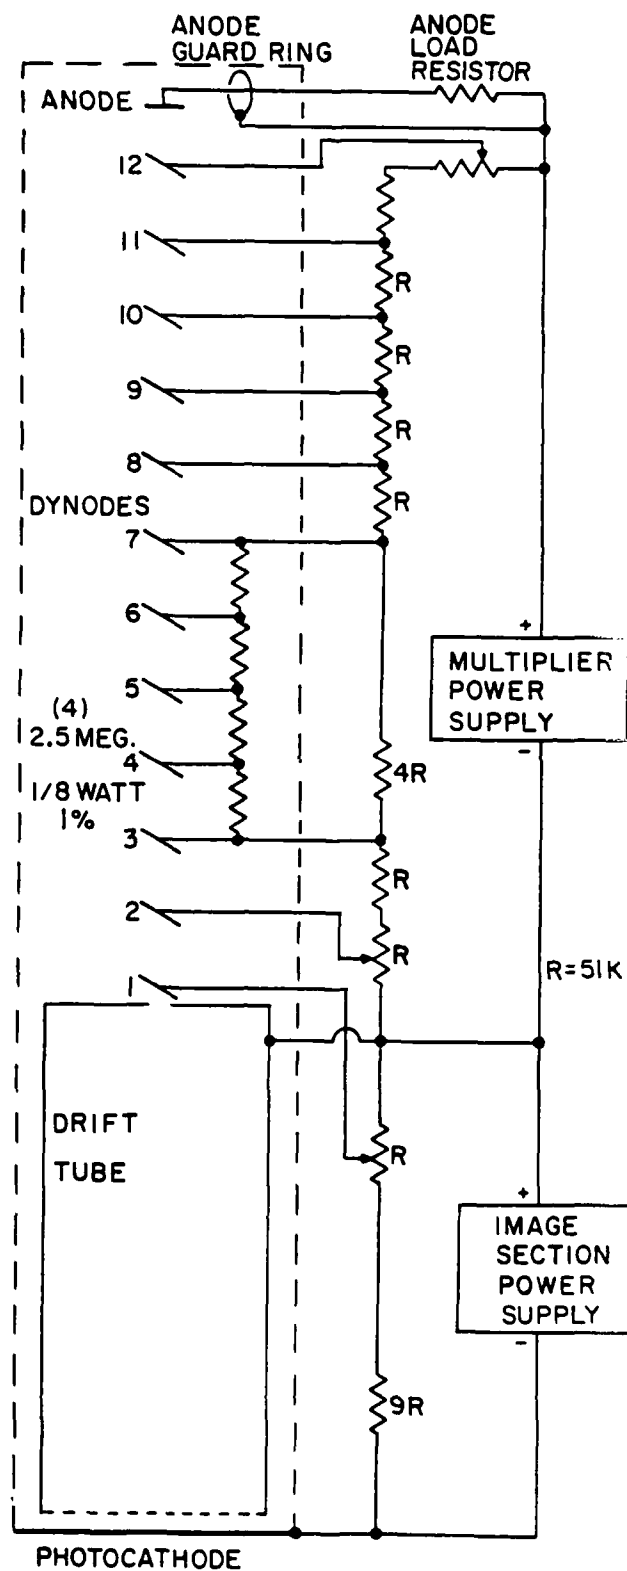 ANODE
GUARD RING
ANODE
LOAD
RESISTOR
ANODE
12
11
R
10
R
9
R
8
R
DYNODES
7
6
+
MULTIPLIER
POWER
SUPPLY
-
5
(4)
2.5 MEG.
4
4R
1/8 WATT
1%
3
R
2
R
R=51K
1
DRIFT
TUBE
R
+
IMAGE
SECTION
POWER
SUPPLY
-
9R
PHOTOCATHODE